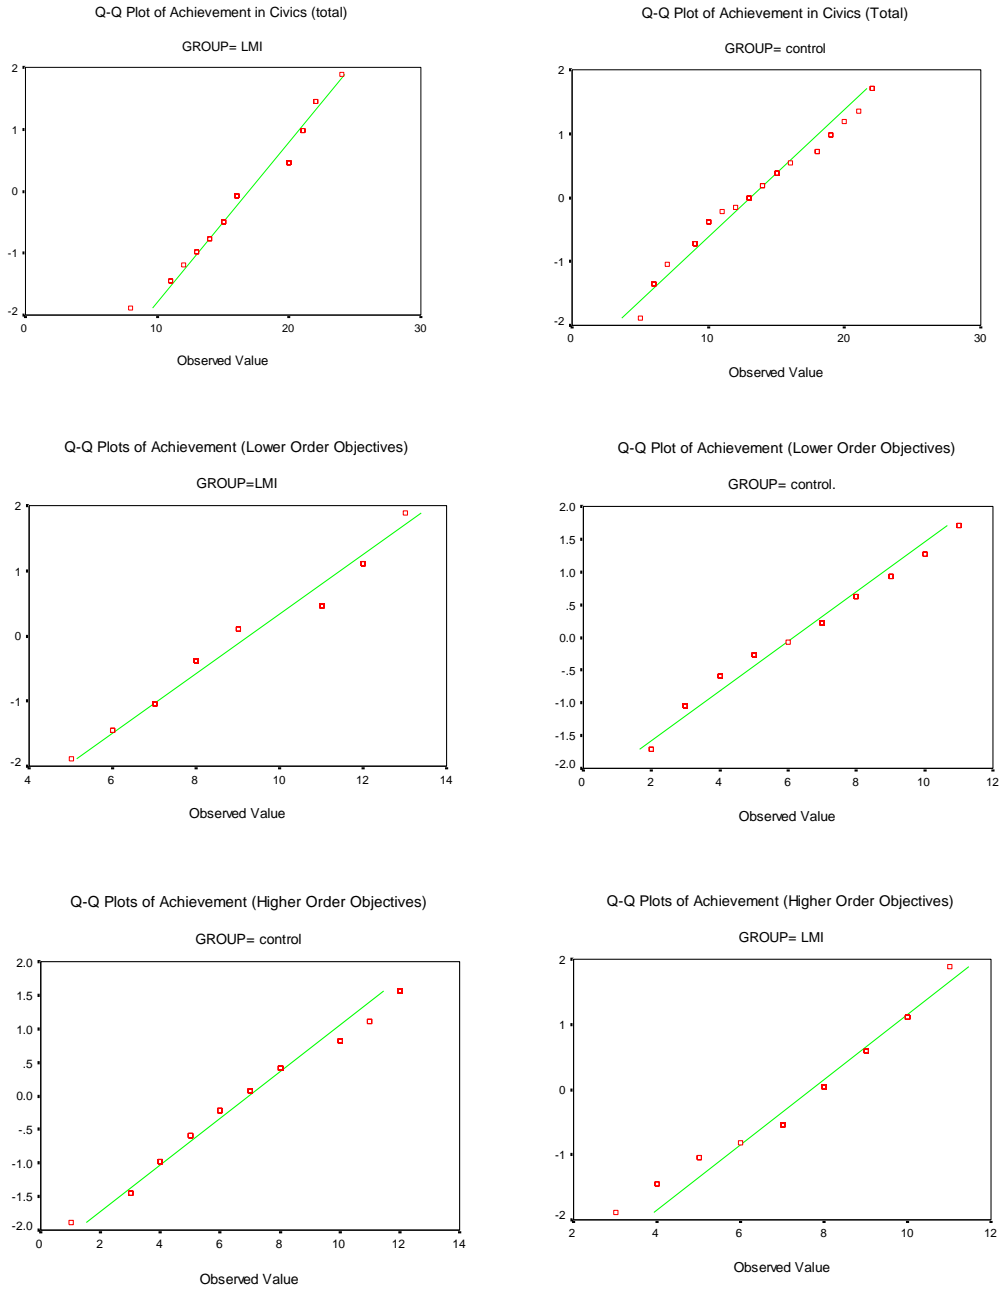 Q-Q Plot of Achievement in Civics (total)
GROUP= LMI
2
1
0
-1
-2
0 10 20 30
Observed Value
Q-Q Plot of Achievement in Civics (Total)
GROUP= control
2
1
0
-1
-2
0 10 20 30
Observed Value
Q-Q Plots of Achievement (Lower Order Objectives)
GROUP=LMI
2
1
0
-1
-2
4 6 8 10 12 14
Observed Value
Q-Q Plot of Achievement (Lower Order Objectives)
GROUP= control.
2.0
1.5
1.0
.5
0.0
-.5
-1.0
-1.5
-2.0
0 2 4 6 8 10 12
Observed Value
Q-Q Plots of Achievement (Higher Order Objectives)
GROUP= control
2.0
1.5
1.0
.5
0.0
-.5
-1.0
-1.5
-2.0
0 2 4 6 8 10 12 14
Observed Value
Q-Q Plots of Achievement (Higher Order Objectives)
GROUP= LMI
2
1
0
-1
-2
2 4 6 8 10 12
Observed Value